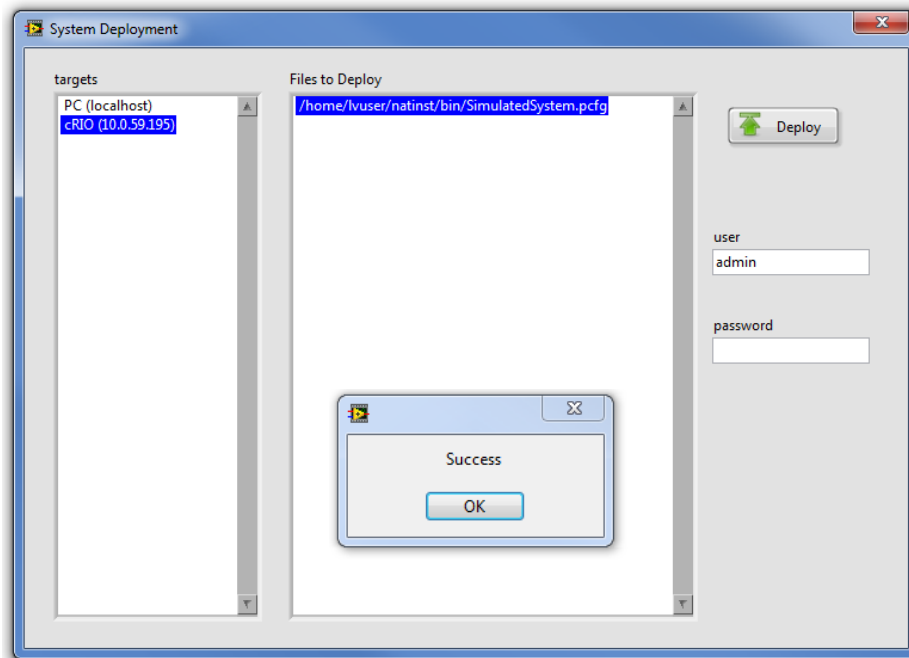 System Deployment
targets
Files to Deploy
PC (localhost)
cRIO (10.0.59.195)
/home/lvuser/natinst/bin/SimulatedSystem.pcfg
Deploy
user
admin
password
Success
OK